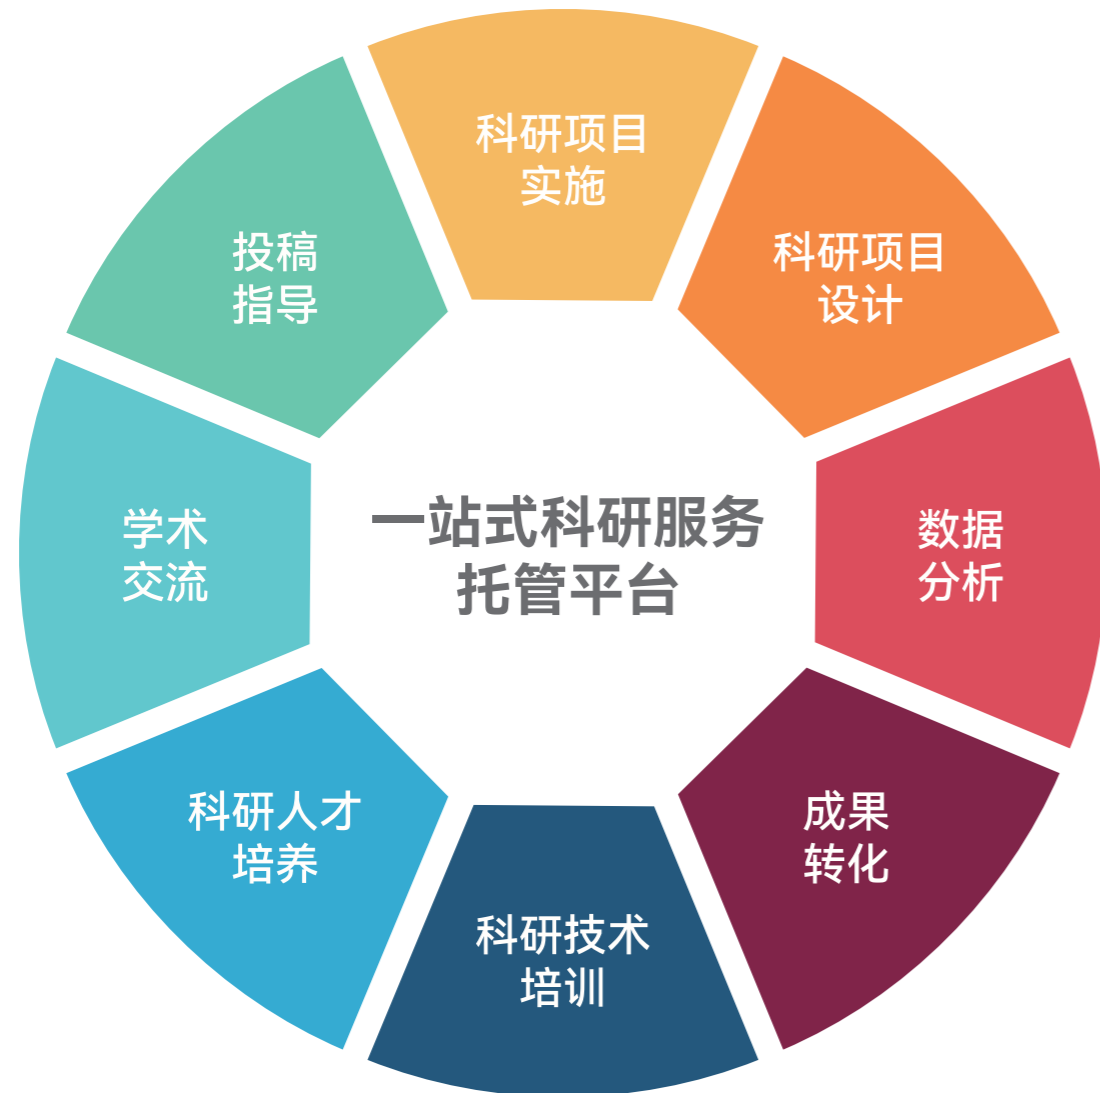 科研项目
实施
科研项目
设计
数据
分析
成果
转化
科研技术
培训
科研人才
培养
学术
交流
投稿
指导
一站式科研服务
托管平台